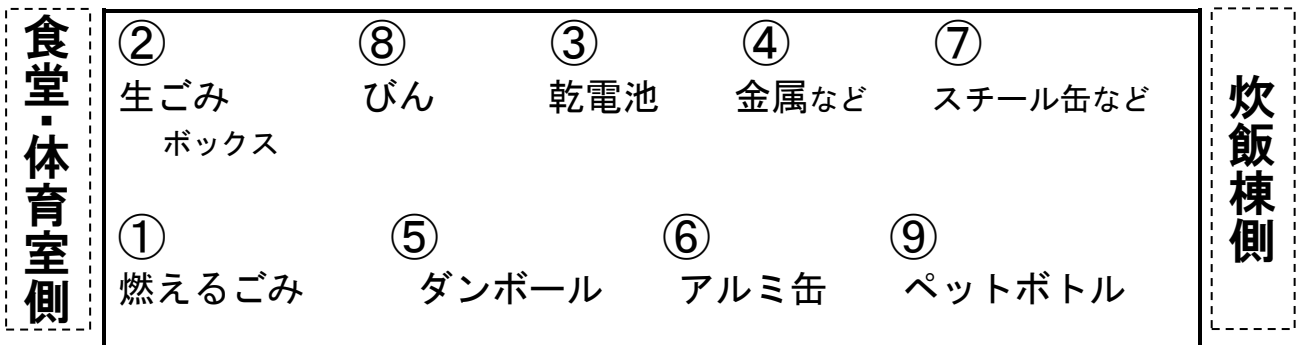 食堂・体育室側
② ⑧ ③ ④ ⑦
生ごみ びん 乾電池 金属など スチール缶など
ボックス
① ⑤ ⑥ ⑨
燃えるごみ ダンボール アルミ缶 ペットボトル
炊飯棟側